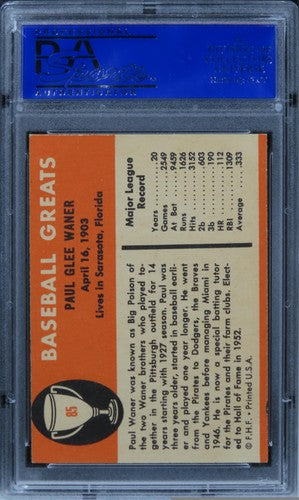 PSA
BASEBALL GREATS
PAUL GLEE WANER
April 16, 1903
Lives in Sarasota, Florida
85
Major League
Record
Years 20
Games 2549
At Bat 9459
Runs 1626
Hits 3152
2b 603
3b 190
HR 112
RBI 1309
Average .333
Paul Waner was known as Big Poison of
the two Waner brothers who played to-
gether in the Pittsburgh outfield for 14
years starting with 1927 season. Paul was
three years older, started in baseball earli-
er and played one year longer. He went
from the Pirates to Dodgers, the Braves
and Yankees before managing Miami in
1946. He is now a special batting tutor
for the Pirates and their farm clubs. Elect-
ed to Hall of Fame in 1952.
© F.H.F. • Printed U.S.A.